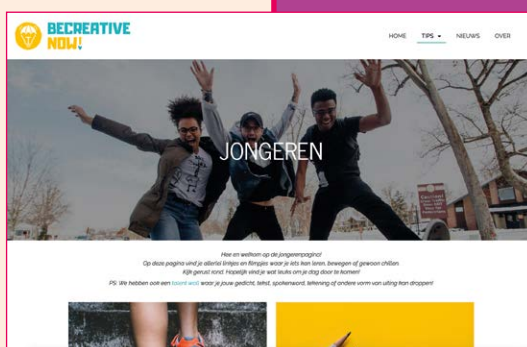 BECREATIVE
NOW!
HOME TIPS NIEUWS OVER
JONGEREN
Hee en welkom op de jongerenpagina!
Op deze pagina vind je allerlei linkjes en filmpjes waar je iets kan leren, bewegen of gewoon chillen.
Kijk gerust rond. Hopelijk vind je wat leuks om je dag door te komen!
PS: We hebben ook een talent wall waar je jouw gedicht, tekst, spokenword, tekening of andere vorm van uiting kan droppen!